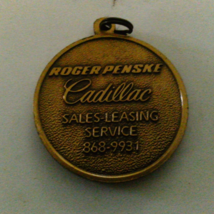 ROGER PENSKE
Cadillac
SALES-LEASING
SERVICE
868-9931